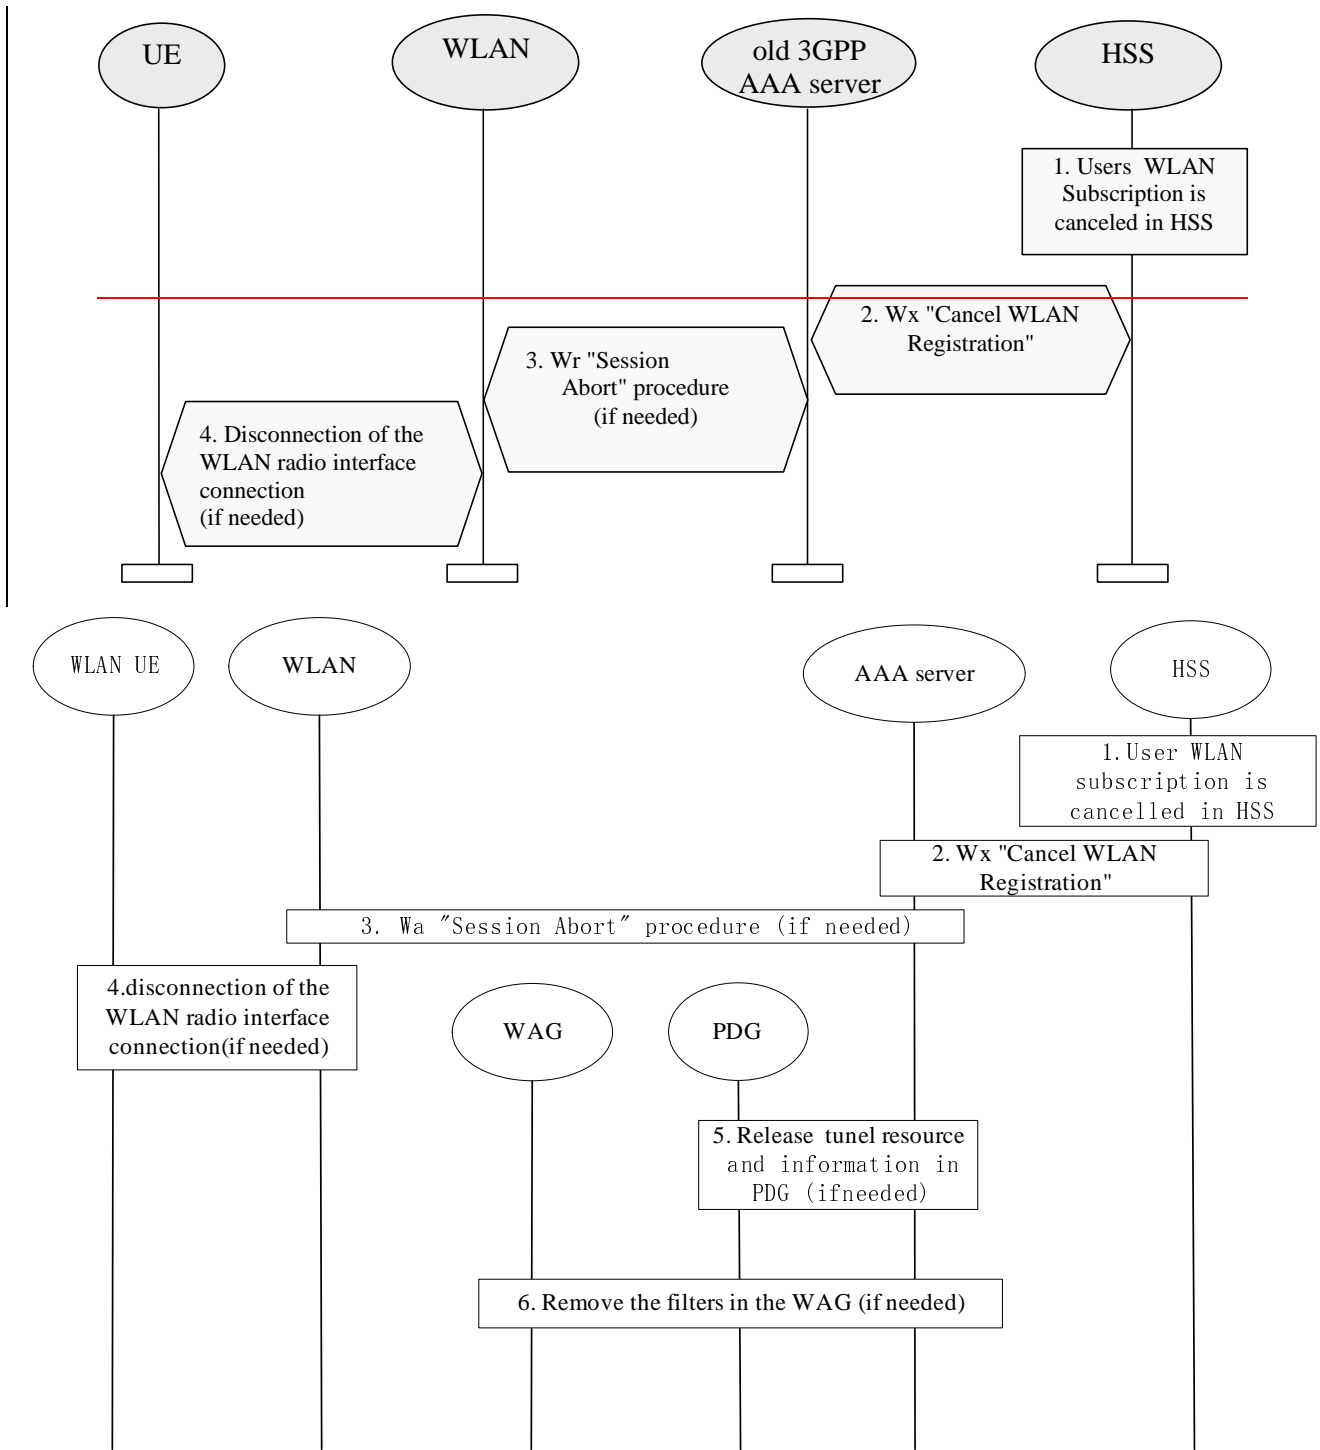 UE
WLAN
old 3GPP
AAA server
HSS
1. Users WLAN
Subscription is
canceled in HSS
2. Wx "Cancel WLAN
Registration"
3. Wr "Session
Abort" procedure
(if needed)
4. Disconnection of the
WLAN radio interface
connection
(if needed)
WLAN UE
WLAN
AAA server
HSS
1.User WLAN
subscription is
cancelled in HSS
2. Wx "Cancel WLAN
Registration"
3. Wa "Session Abort" procedure (if needed)
4.disconnection of the
WLAN radio interface
connection(if needed)
WAG
PDG
5. Release tunel resource
and information in
PDG (ifneeded)
6. Remove the filters in the WAG (if needed)